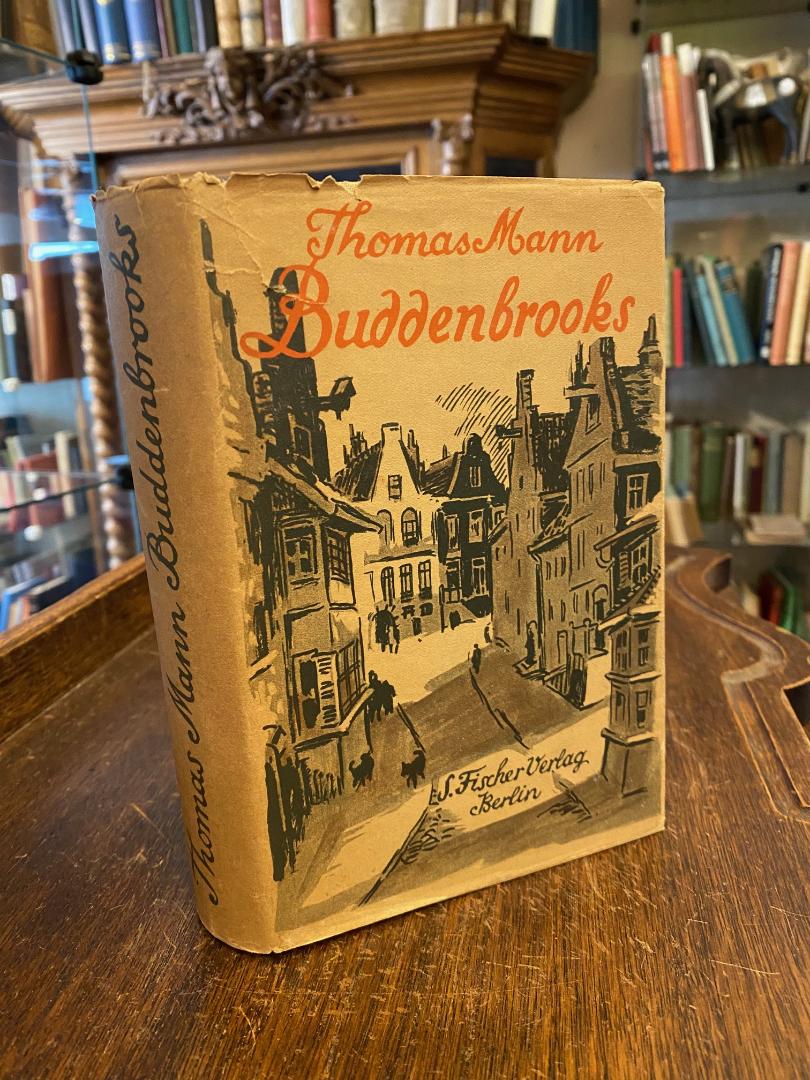 Thomas Mann
Buddenbrooks
S. Fischer Verlag
Berlin
Thomas Mann Buddenbrooks